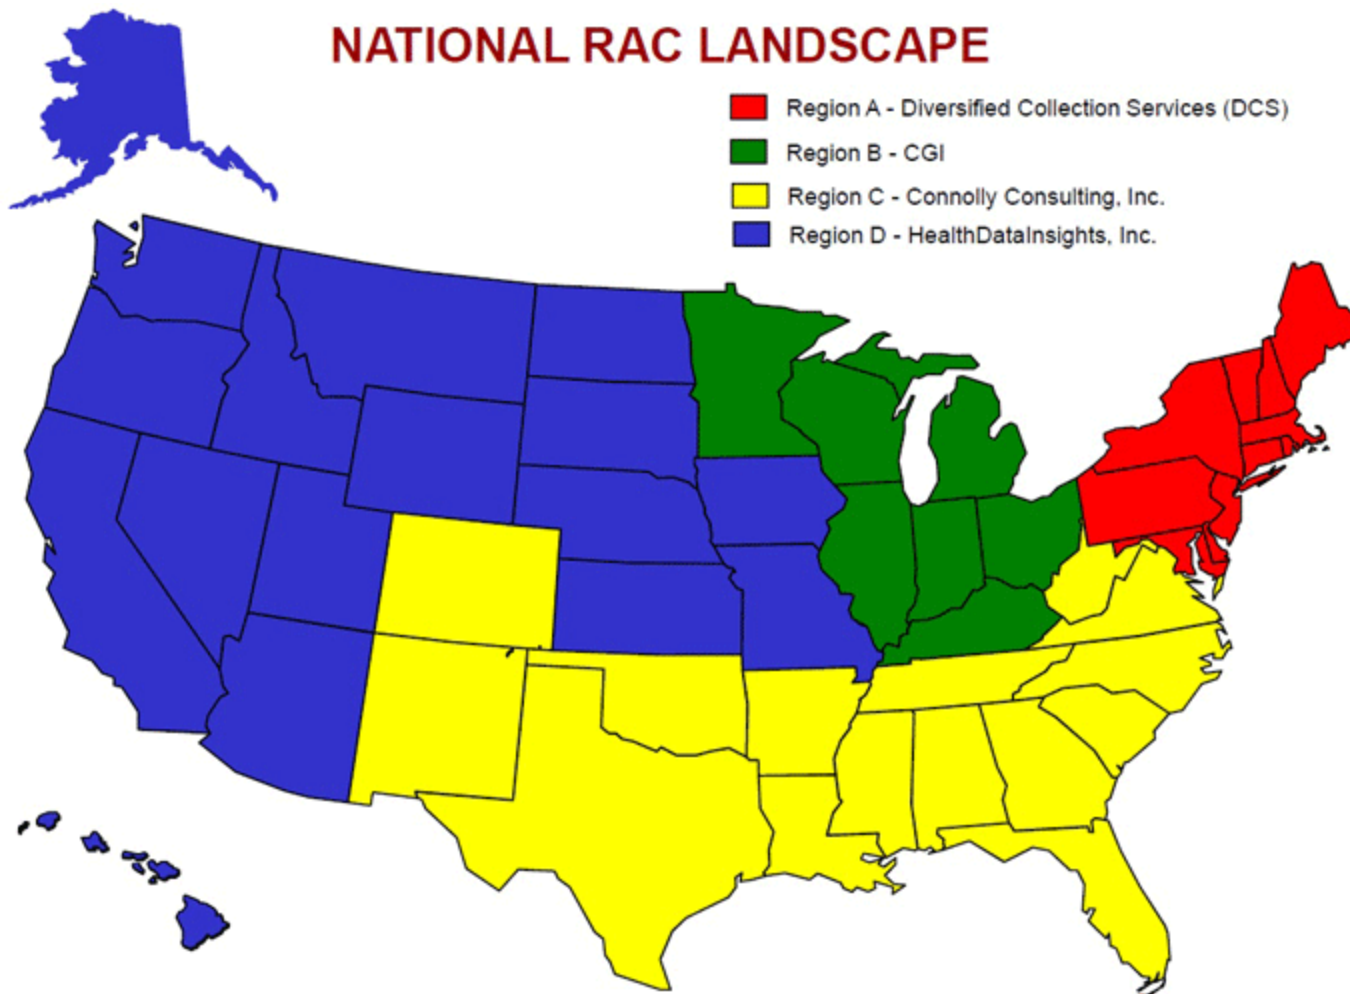 NATIONAL RAC LANDSCAPE
Region A - Diversified Collection Services (DCS)
Region B - CGI
Region C - Connolly Consulting, Inc.
Region D - HealthDataInsights, Inc.